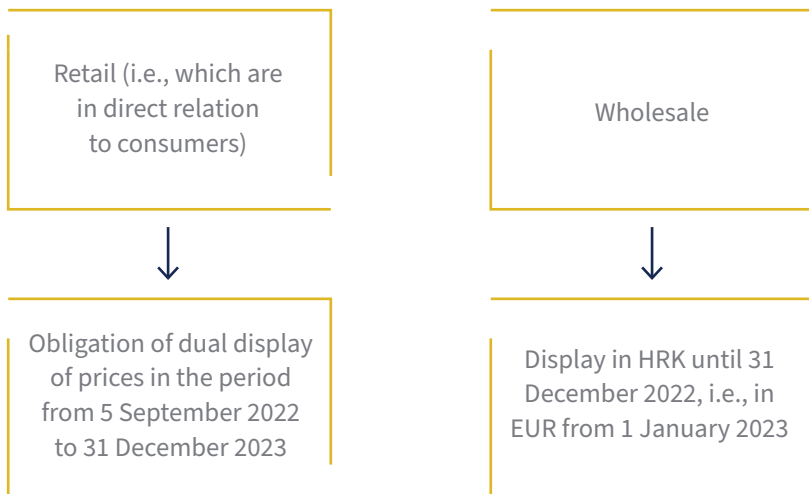 Retail (i.e., which are
in direct relation
to consumers)
Wholesale
Obligation of dual display
of prices in the period
from 5 September 2022
to 31 December 2023
Display in HRK until 31
December 2022, i.e., in
EUR from 1 January 2023